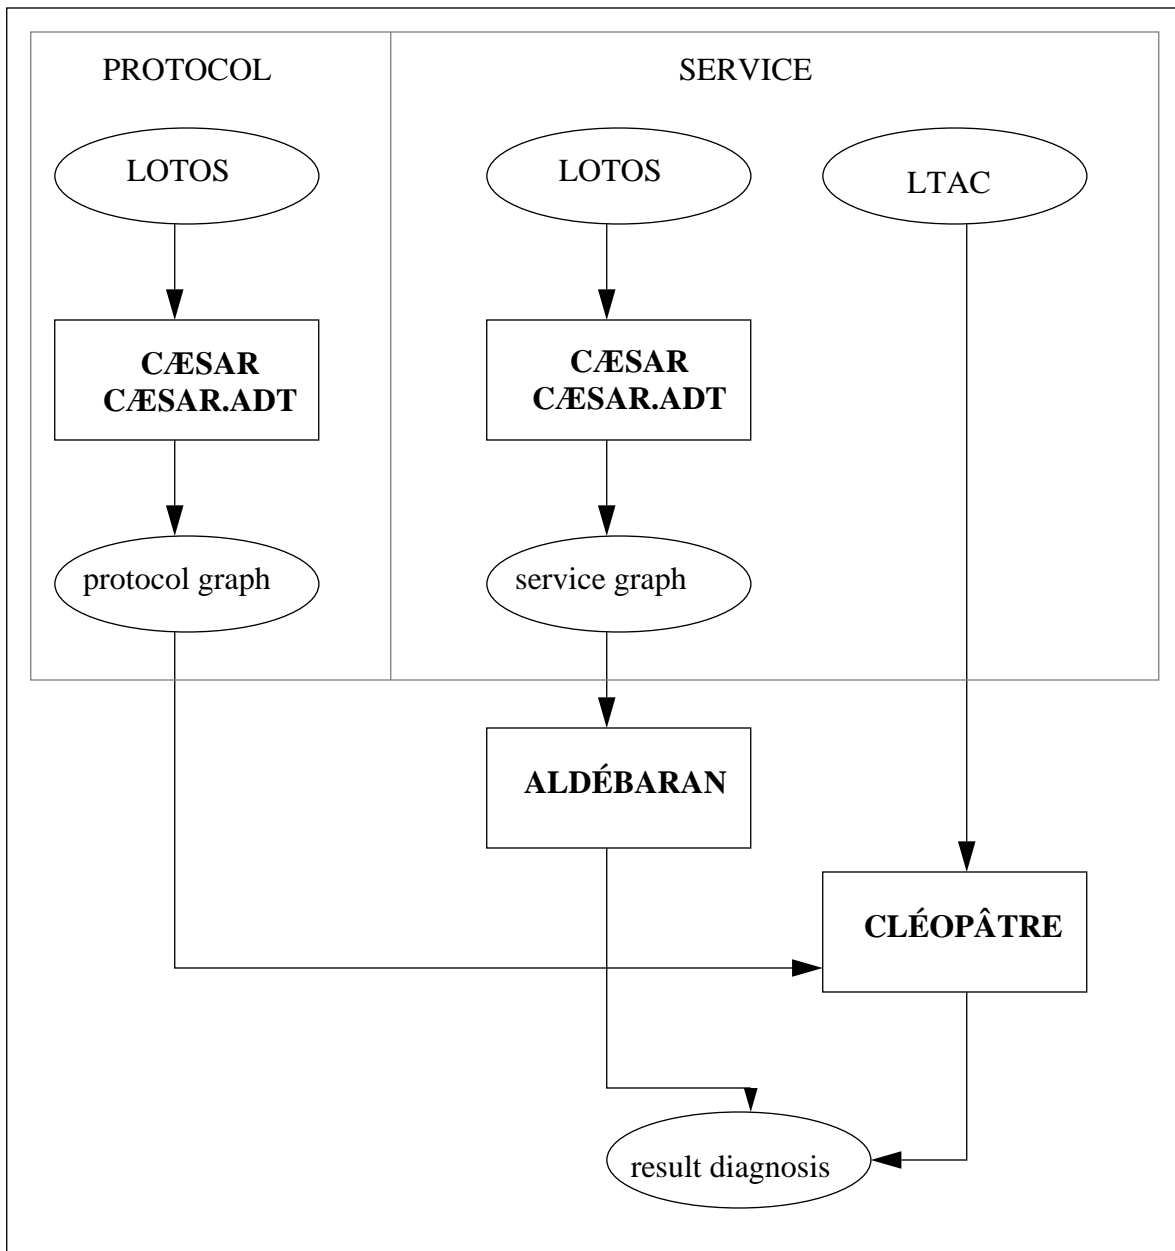 PROTOCOL
SERVICE
LOTOS
LOTOS
LTAC
CÆSAR
CÆSAR.ADT
CÆSAR
CÆSAR.ADT
protocol graph
service graph
ALDÉBARAN
CLÉOPÂTRE
result diagnosis